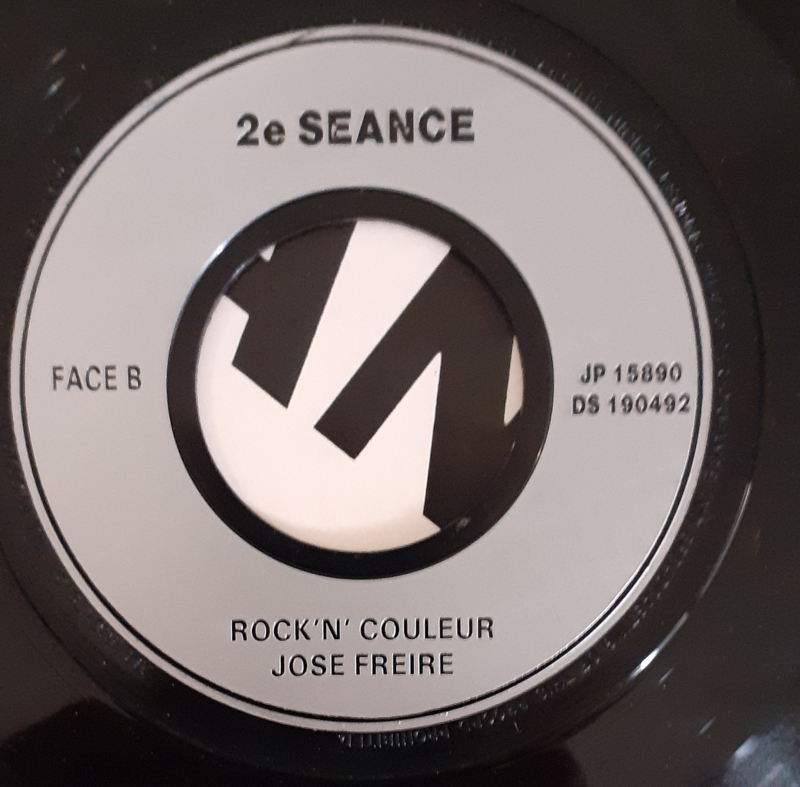 2e SEANCE
FACE B
JP 15890
DS 190492
ROCK'N' COULEUR
JOSE FREIRE